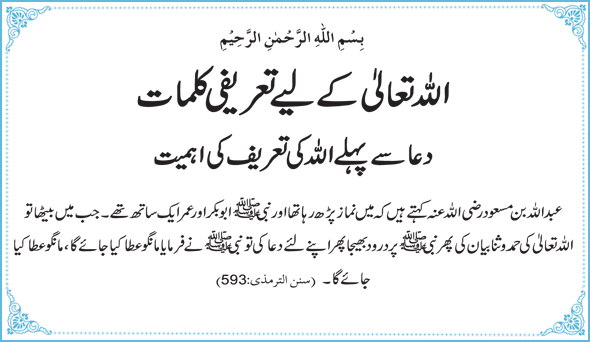 بِسْمِ اللهِ الرَّحْمٰنِ الرَّحِيْمِ
اللہ تعالیٰ کے لیے تعریفی کلمات
دعا سے پہلے اللہ کی تعریف کی اہمیت
عبداللہ بن مسعود رضی اللہ عنہ کہتے ہیں کہ میں نماز پڑھ رہا تھا اور نبی ﷺ ابوبکر اور عمر ایک ساتھ تھے۔ جب میں بیٹھا تو
اللہ تعالیٰ کی حمد و ثنا بیان کی پھر نبی ﷺ پر درود بھیجا پھر اپنے لئے دعا کی تو نبی ﷺ نے فرمایا مانگو عطا کیا جائے گا، مانگو عطا کیا
جائے گا۔ (سنن الترمذی:593)